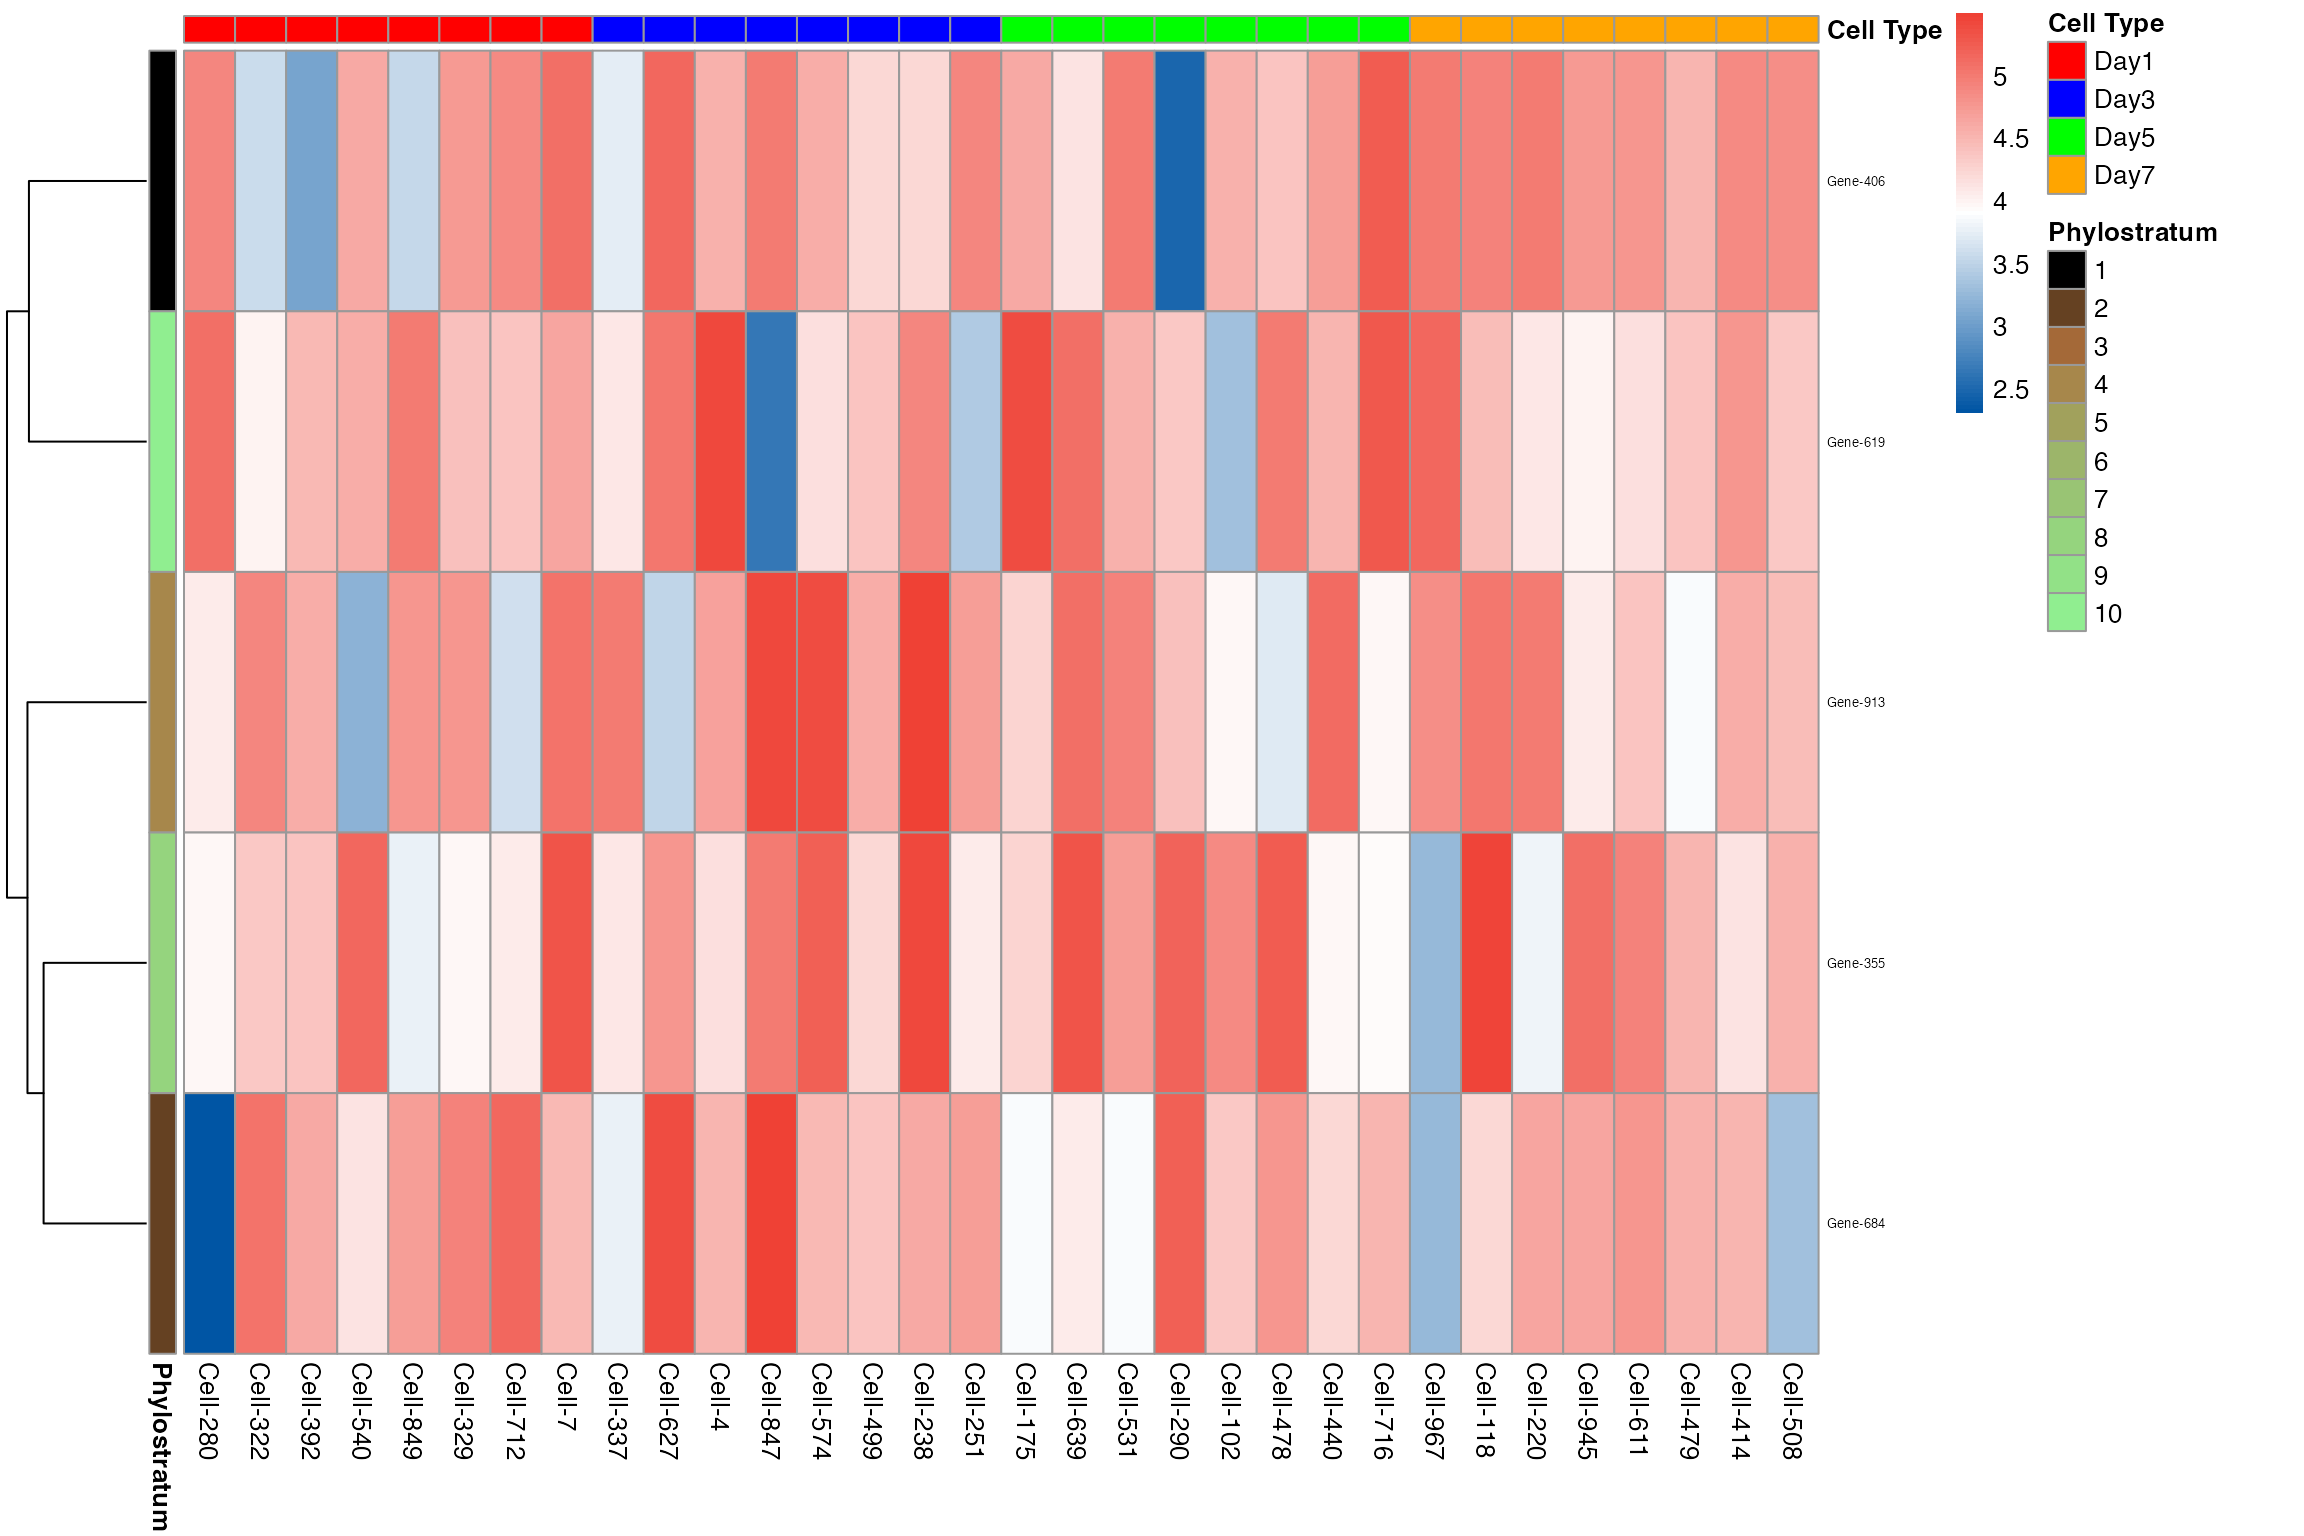 Cell Type
5
4.5
4
3.5
3
2.5
Cell Type
Day1
Day3
Day5
Day7
Phylostratum
1
2
3
4
5
6
7
8
9
10
Gene-406
Gene-619
Gene-913
Gene-355
Gene-684
Phylostratum
Cell-280
Cell-322
Cell-392
Cell-540
Cell-849
Cell-329
Cell-712
Cell-7
Cell-337
Cell-627
Cell-4
Cell-847
Cell-574
Cell-499
Cell-238
Cell-251
Cell-175
Cell-639
Cell-531
Cell-290
Cell-102
Cell-478
Cell-440
Cell-716
Cell-967
Cell-118
Cell-220
Cell-945
Cell-611
Cell-479
Cell-414
Cell-508